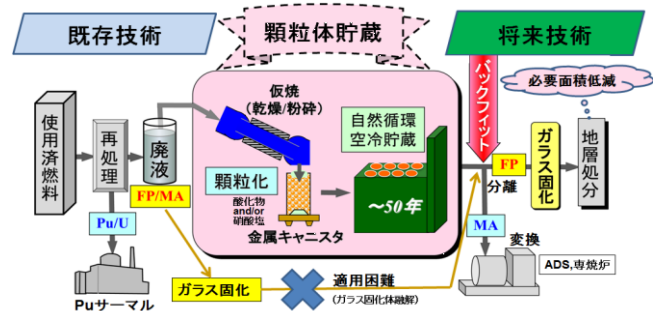 既存技術
顆粒体貯蔵
将来技術
バックフィット
必要面積低減
使用済燃料
再処理
廃液
FP/MA
Pu/U
Puサーマル
仮焼
(乾燥/粉砕)
顆粒化
酸化物
and/or
硝酸塩
金属キャニスタ
自然循環
空冷貯蔵
～50年
FP
分離
ガラス固化
地層処分
MA
変換
ADS,専焼炉
ガラス固化
適用困難
(ガラス固化体融解)